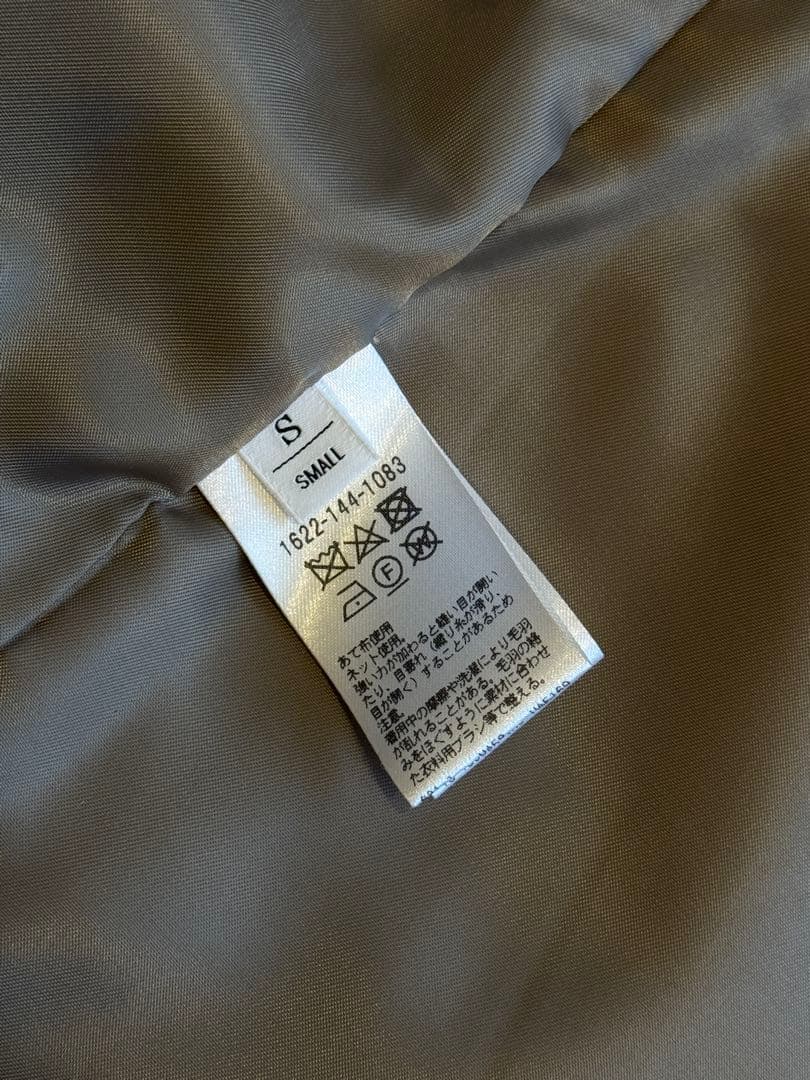 S
SMALL
1622-144-1083
F
W
あて布使用
ネット使用。
強い力が加わると縫い目が開い
たり、目寄れ(織り糸が滑り、
目が開く)することがあるため
注意。
着用中の摩擦や洗濯により毛羽
が乱れることがある。毛羽の絡
みをほぐすように素材に合わせ
た衣料用ブラシ等で整える。